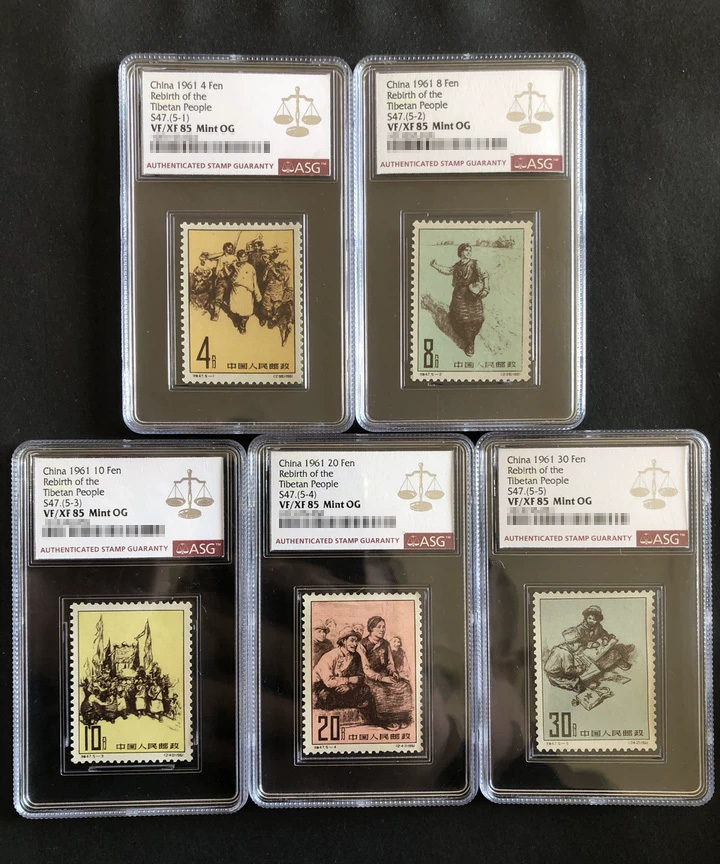 China 1961 4 Fen
Rebirth of the
Tibetan People
S47.(5-1)
VF/XF 85 Mint OG
AUTHENTICATED STAMP GUARANTY ASG™
4分 中国人民邮政
China 1961 8 Fen
Rebirth of the
Tibetan People
S47.(5-2)
VF/XF 85 Mint OG
AUTHENTICATED STAMP GUARANTY ASG™
8分 中国人民邮政
China 1961 10 Fen
Rebirth of the
Tibetan People
S47.(5-3)
VF/XF 85 Mint OG
AUTHENTICATED STAMP GUARANTY ASG™
10分 中国人民邮政
China 1961 20 Fen
Rebirth of the
Tibetan People
S47.(5-4)
VF/XF 85 Mint OG
AUTHENTICATED STAMP GUARANTY ASG™
20分 中国人民邮政
China 1961 30 Fen
Rebirth of the
Tibetan People
S47.(5-5)
VF/XF 85 Mint OG
AUTHENTICATED STAMP GUARANTY ASG™
30分 中国人民邮政